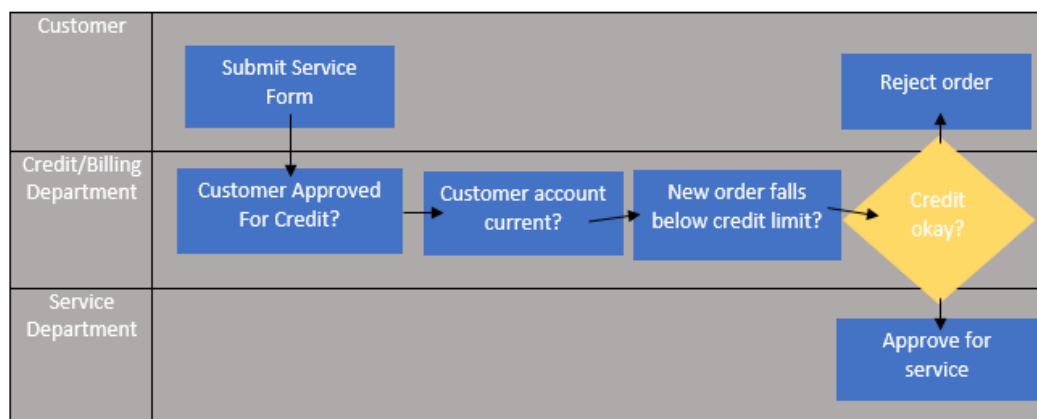 Customer
Submit Service
Form
Reject order
Credit/Billing
Department
Customer Approved
For Credit?
Customer account
current?
New order falls
below credit limit?
Credit
okay?
Service
Department
Approve for
service